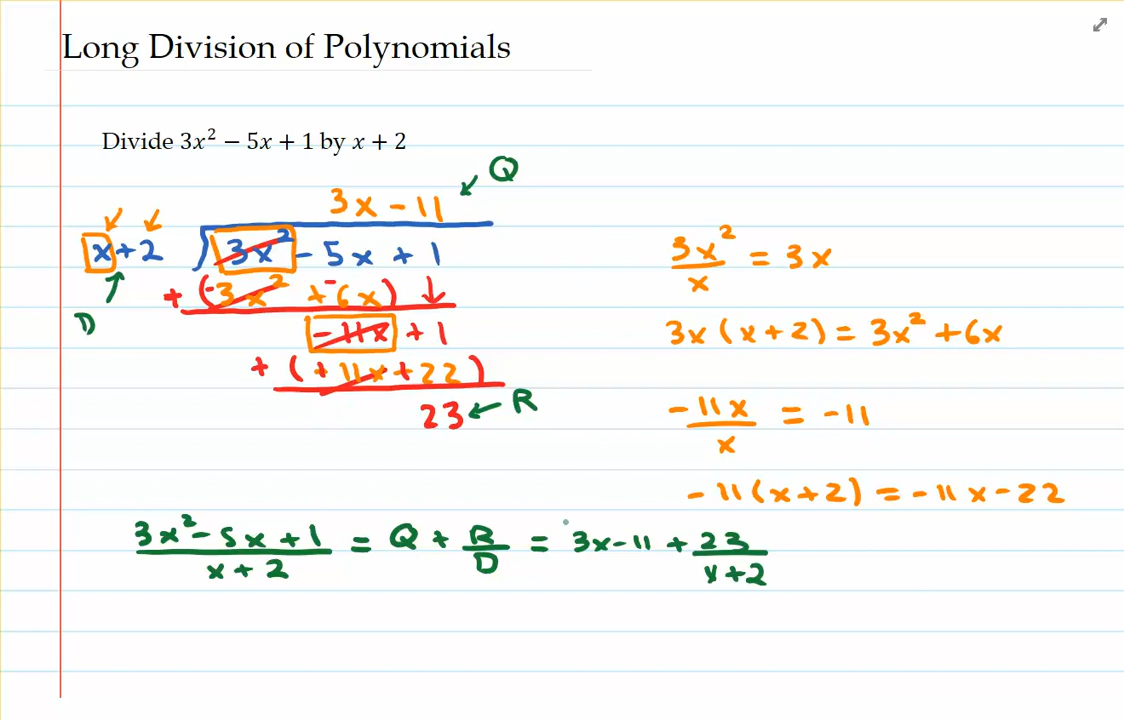 Long Division of Polynomials
Divide 3x² − 5x + 1 by x + 2
Q
3x − 11
x + 2 3x² − 5x + 1
+ (−3x² −+6x)
D
−11x + 1
+ (+11x + 22)
23 ← R
3x²/x = 3x
3x(x + 2) = 3x² + 6x
−11x/x = −11
−11(x + 2) = −11x − 22
3x² − 5x + 1/x + 2 = Q + R/D = 3x − 11 + 23/x + 2